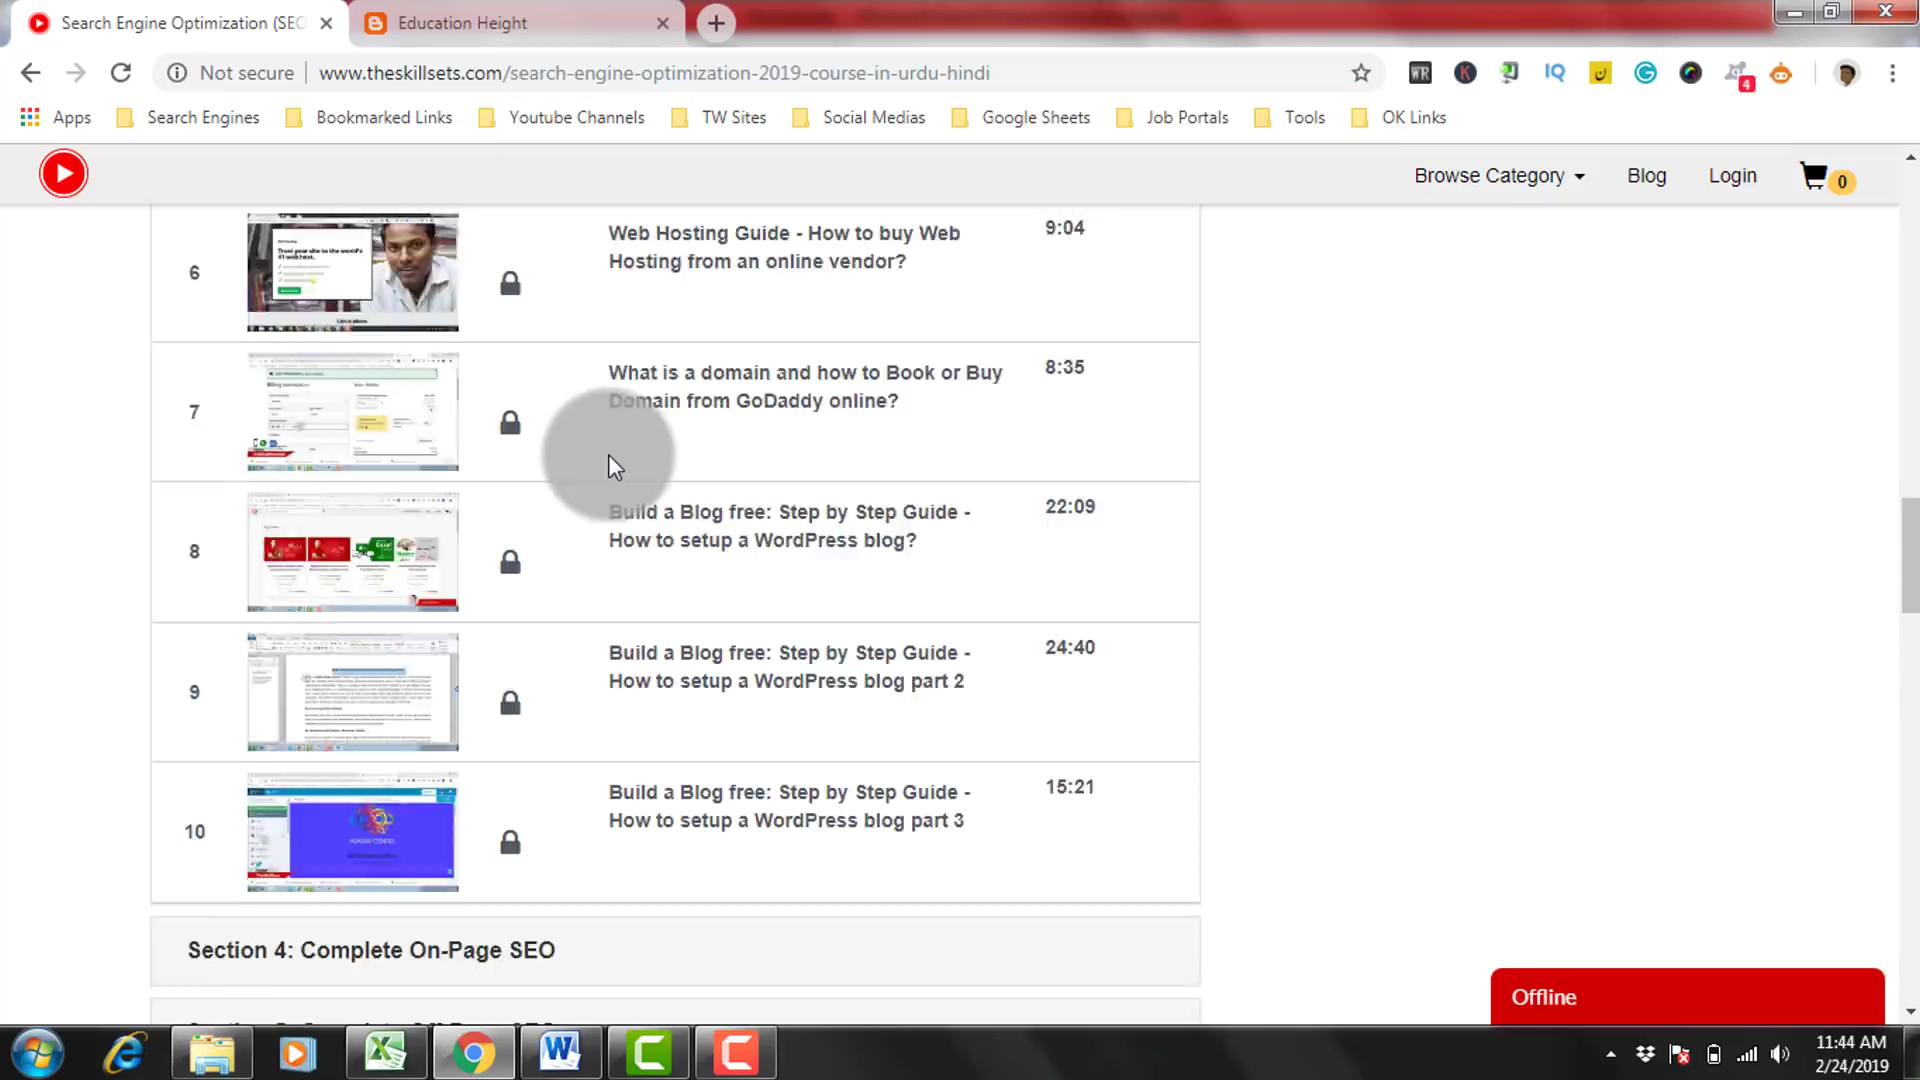 Search Engine Optimization (SEO
Education Height
Not secure
www.theskillsets.com/search-engine-optimization-2019-course-in-urdu-hindi
4
Apps
Search Engines
Bookmarked Links
Youtube Channels
TW Sites
Social Medias
Google Sheets
Job Portals
Tools
OK Links
Browse Category
Blog
Login
0
6
Web Hosting Guide - How to buy Web
Hosting from an online vendor?
9:04
7
What is a domain and how to Book or Buy
Domain from GoDaddy online?
8:35
8
Build a Blog free: Step by Step Guide -
How to setup a WordPress blog?
22:09
9
Build a Blog free: Step by Step Guide -
How to setup a WordPress blog part 2
24:40
10
Build a Blog free: Step by Step Guide -
How to setup a WordPress blog part 3
15:21
Section 4: Complete On-Page SEO
Offline
11:44 AM
2/24/2019